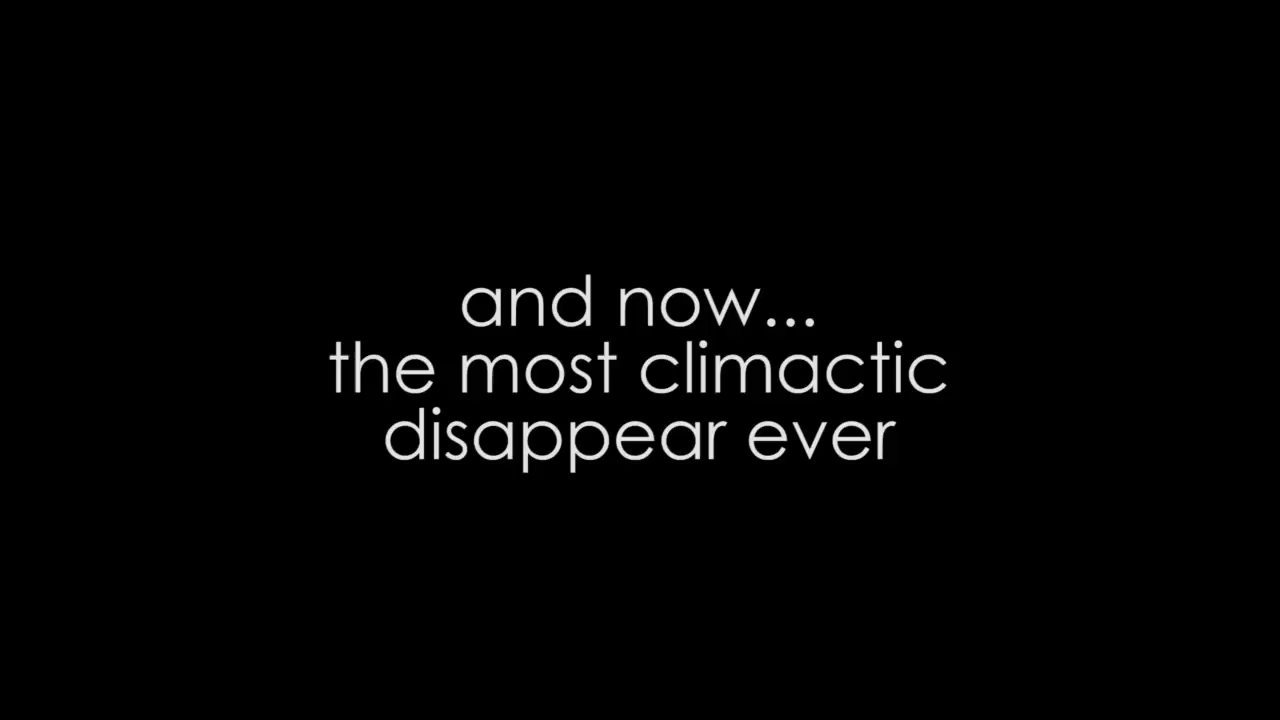 and now...
the most climactic
disappear ever